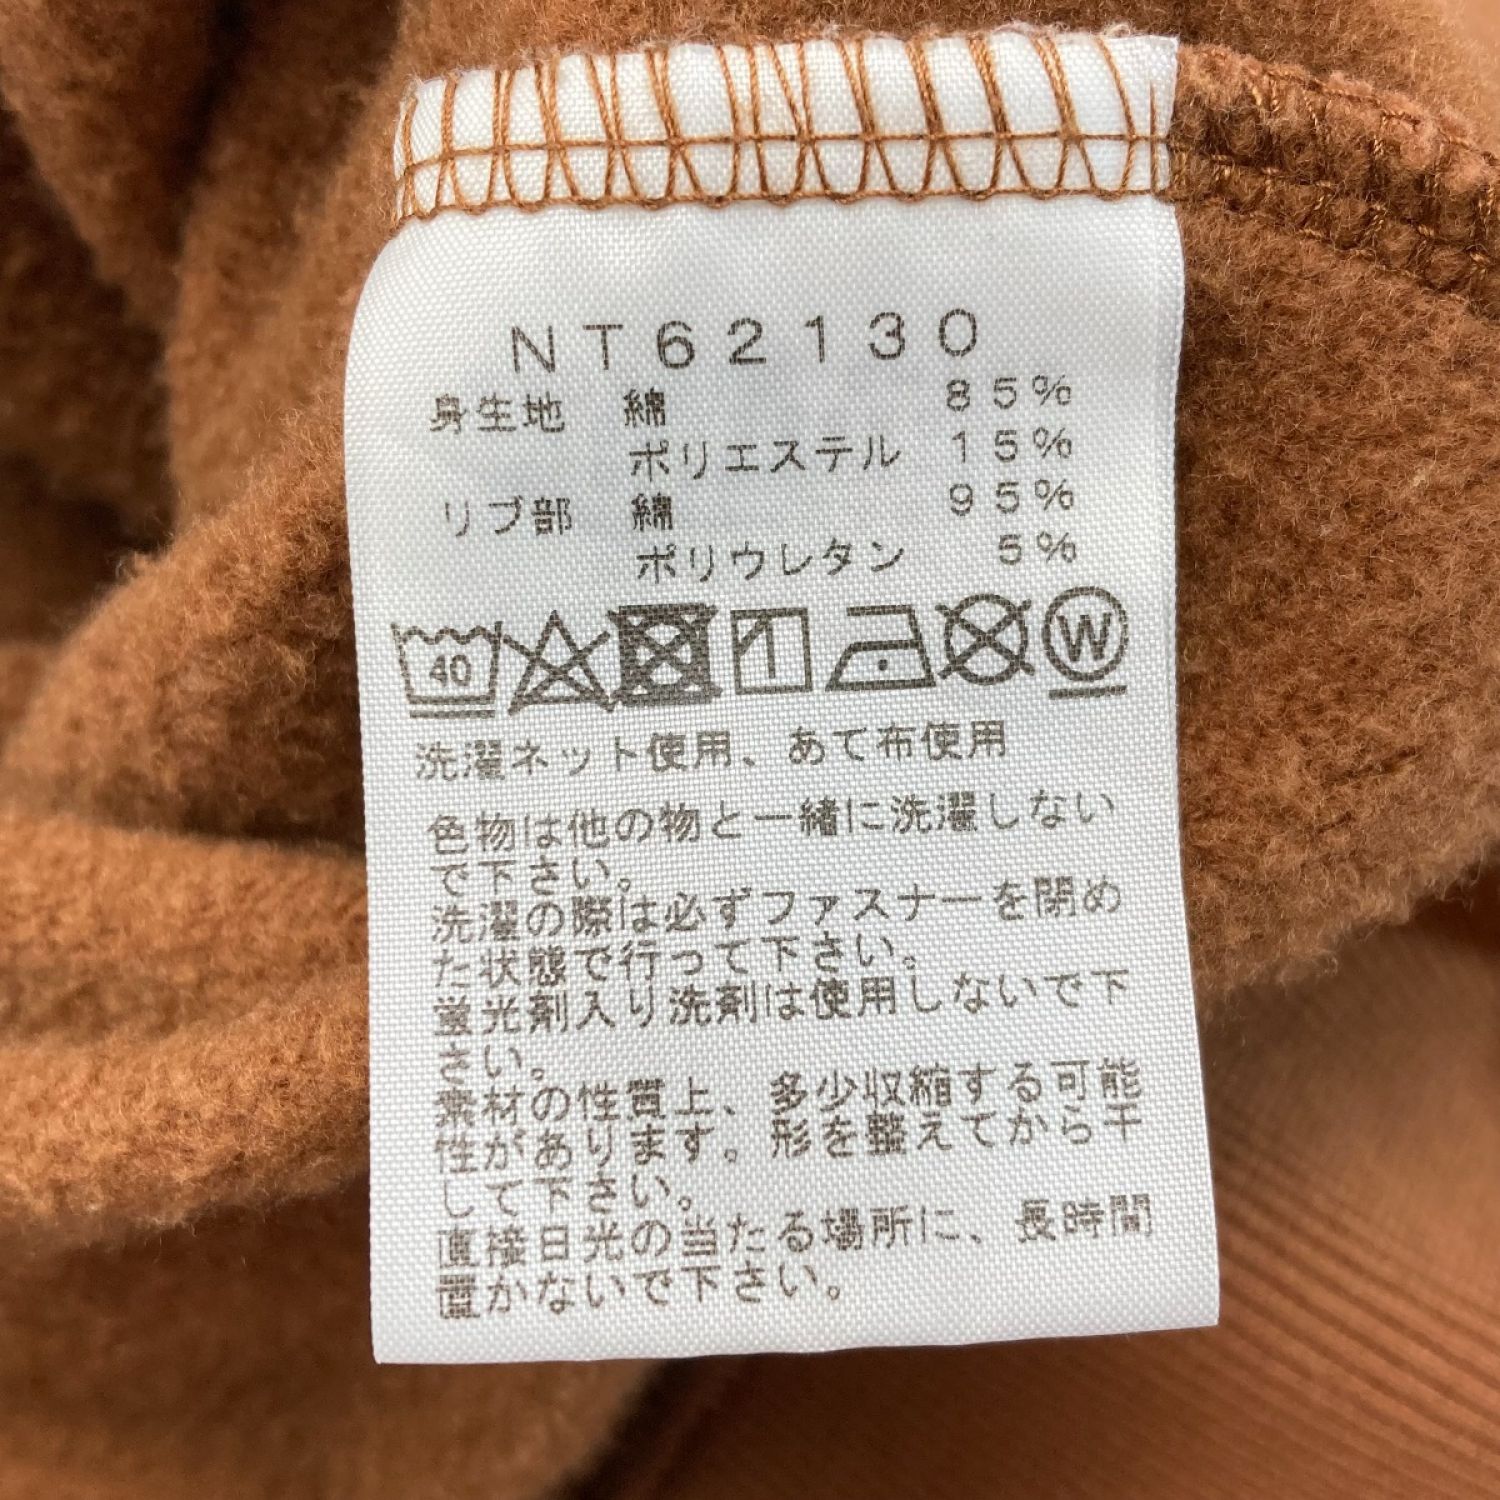 NT62130
身生地 綿 85%
ポリエステル 15%
リブ部 綿 95%
ポリウレタン 5%
40 W
洗濯ネット使用、あて布使用
色物は他の物と一緒に洗濯しない
で下さい。
洗濯の際は必ずファスナーを閉め
た状態で行って下さい。
蛍光剤入り洗剤は使用しないで下
さい。
素材の性質上、多少収縮する可能
性があります。形を整えてから干
して下さい。
直接日光の当たる場所に、長時間
置かないで下さい。